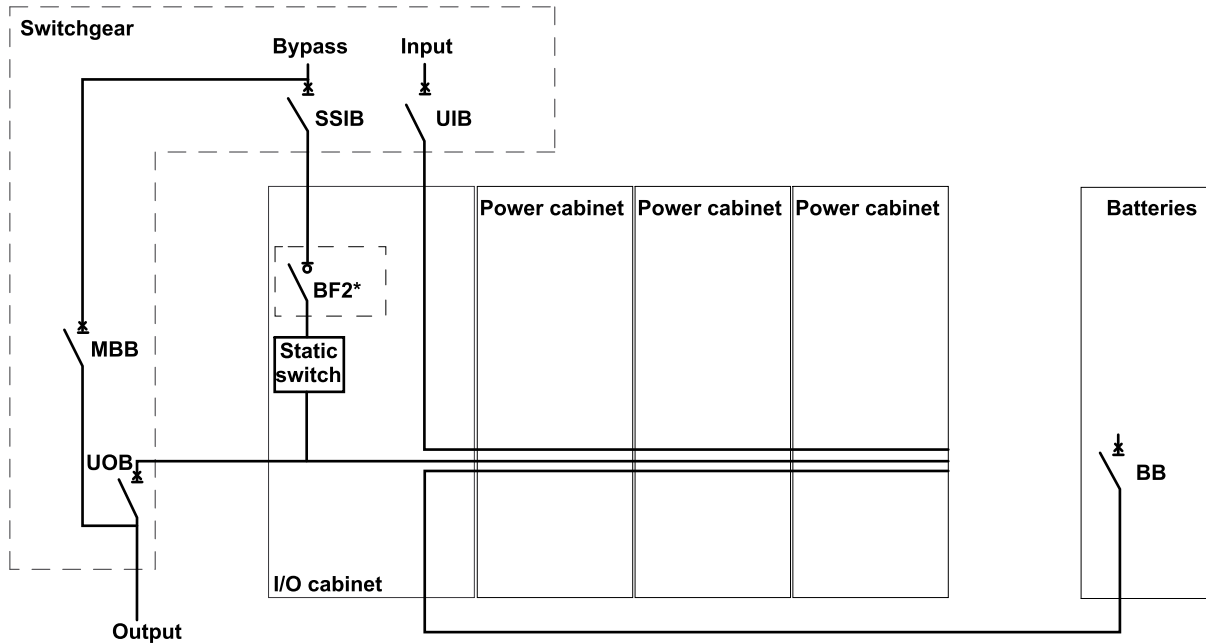 Switchgear
Bypass
Input
SSIB
UIB
Power cabinet
Power cabinet
Power cabinet
Batteries
BF2*
MBB
Static
switch
UOB
BB
I/O cabinet
Output